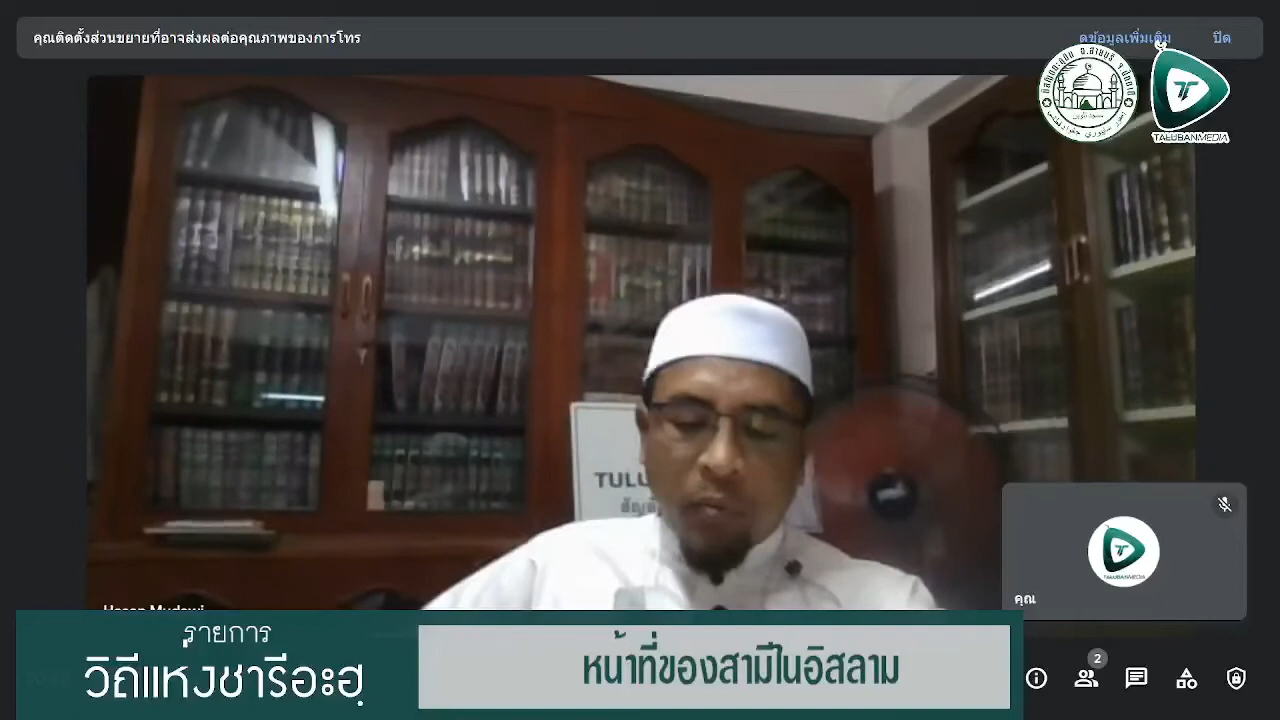 คุณติดตั้งส่วนขยายที่อาจส่งผลต่อคุณภาพของการโทร
ดูข้อมูลเพิ่มเติม
ปิด
TALUBANMEDIA
TALUBANMEDIA
คุณ
2
รายการ
วิถีแห่งชารีอะฮฺ
หน้าที่ของสามีในอิสลาม